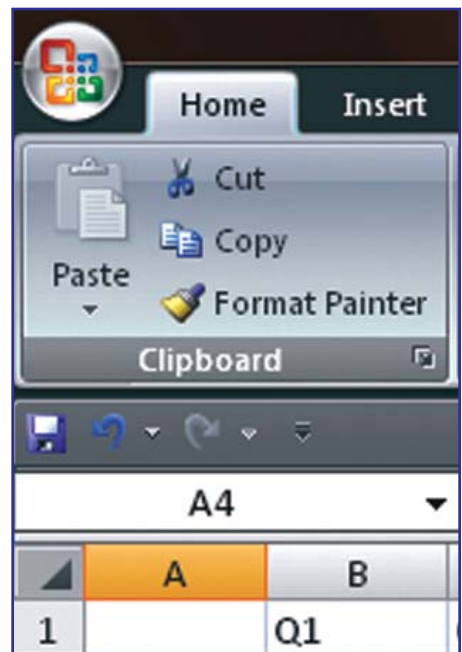 Home Insert
Cut
Copy
Paste
Format Painter
Clipboard
A4
A B
1 Q1